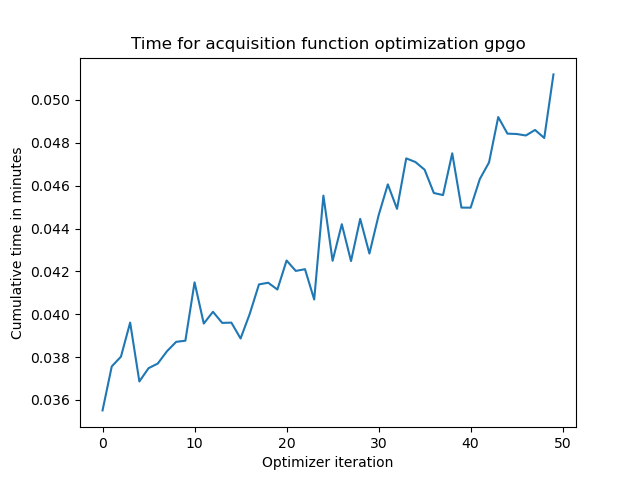 Time for acquisition function optimization gpgo
0.050
0.048
0.046
0.044
0.042
0.040
0.038
0.036
Cumulative time in minutes
0 10 20 30 40 50
Optimizer iteration